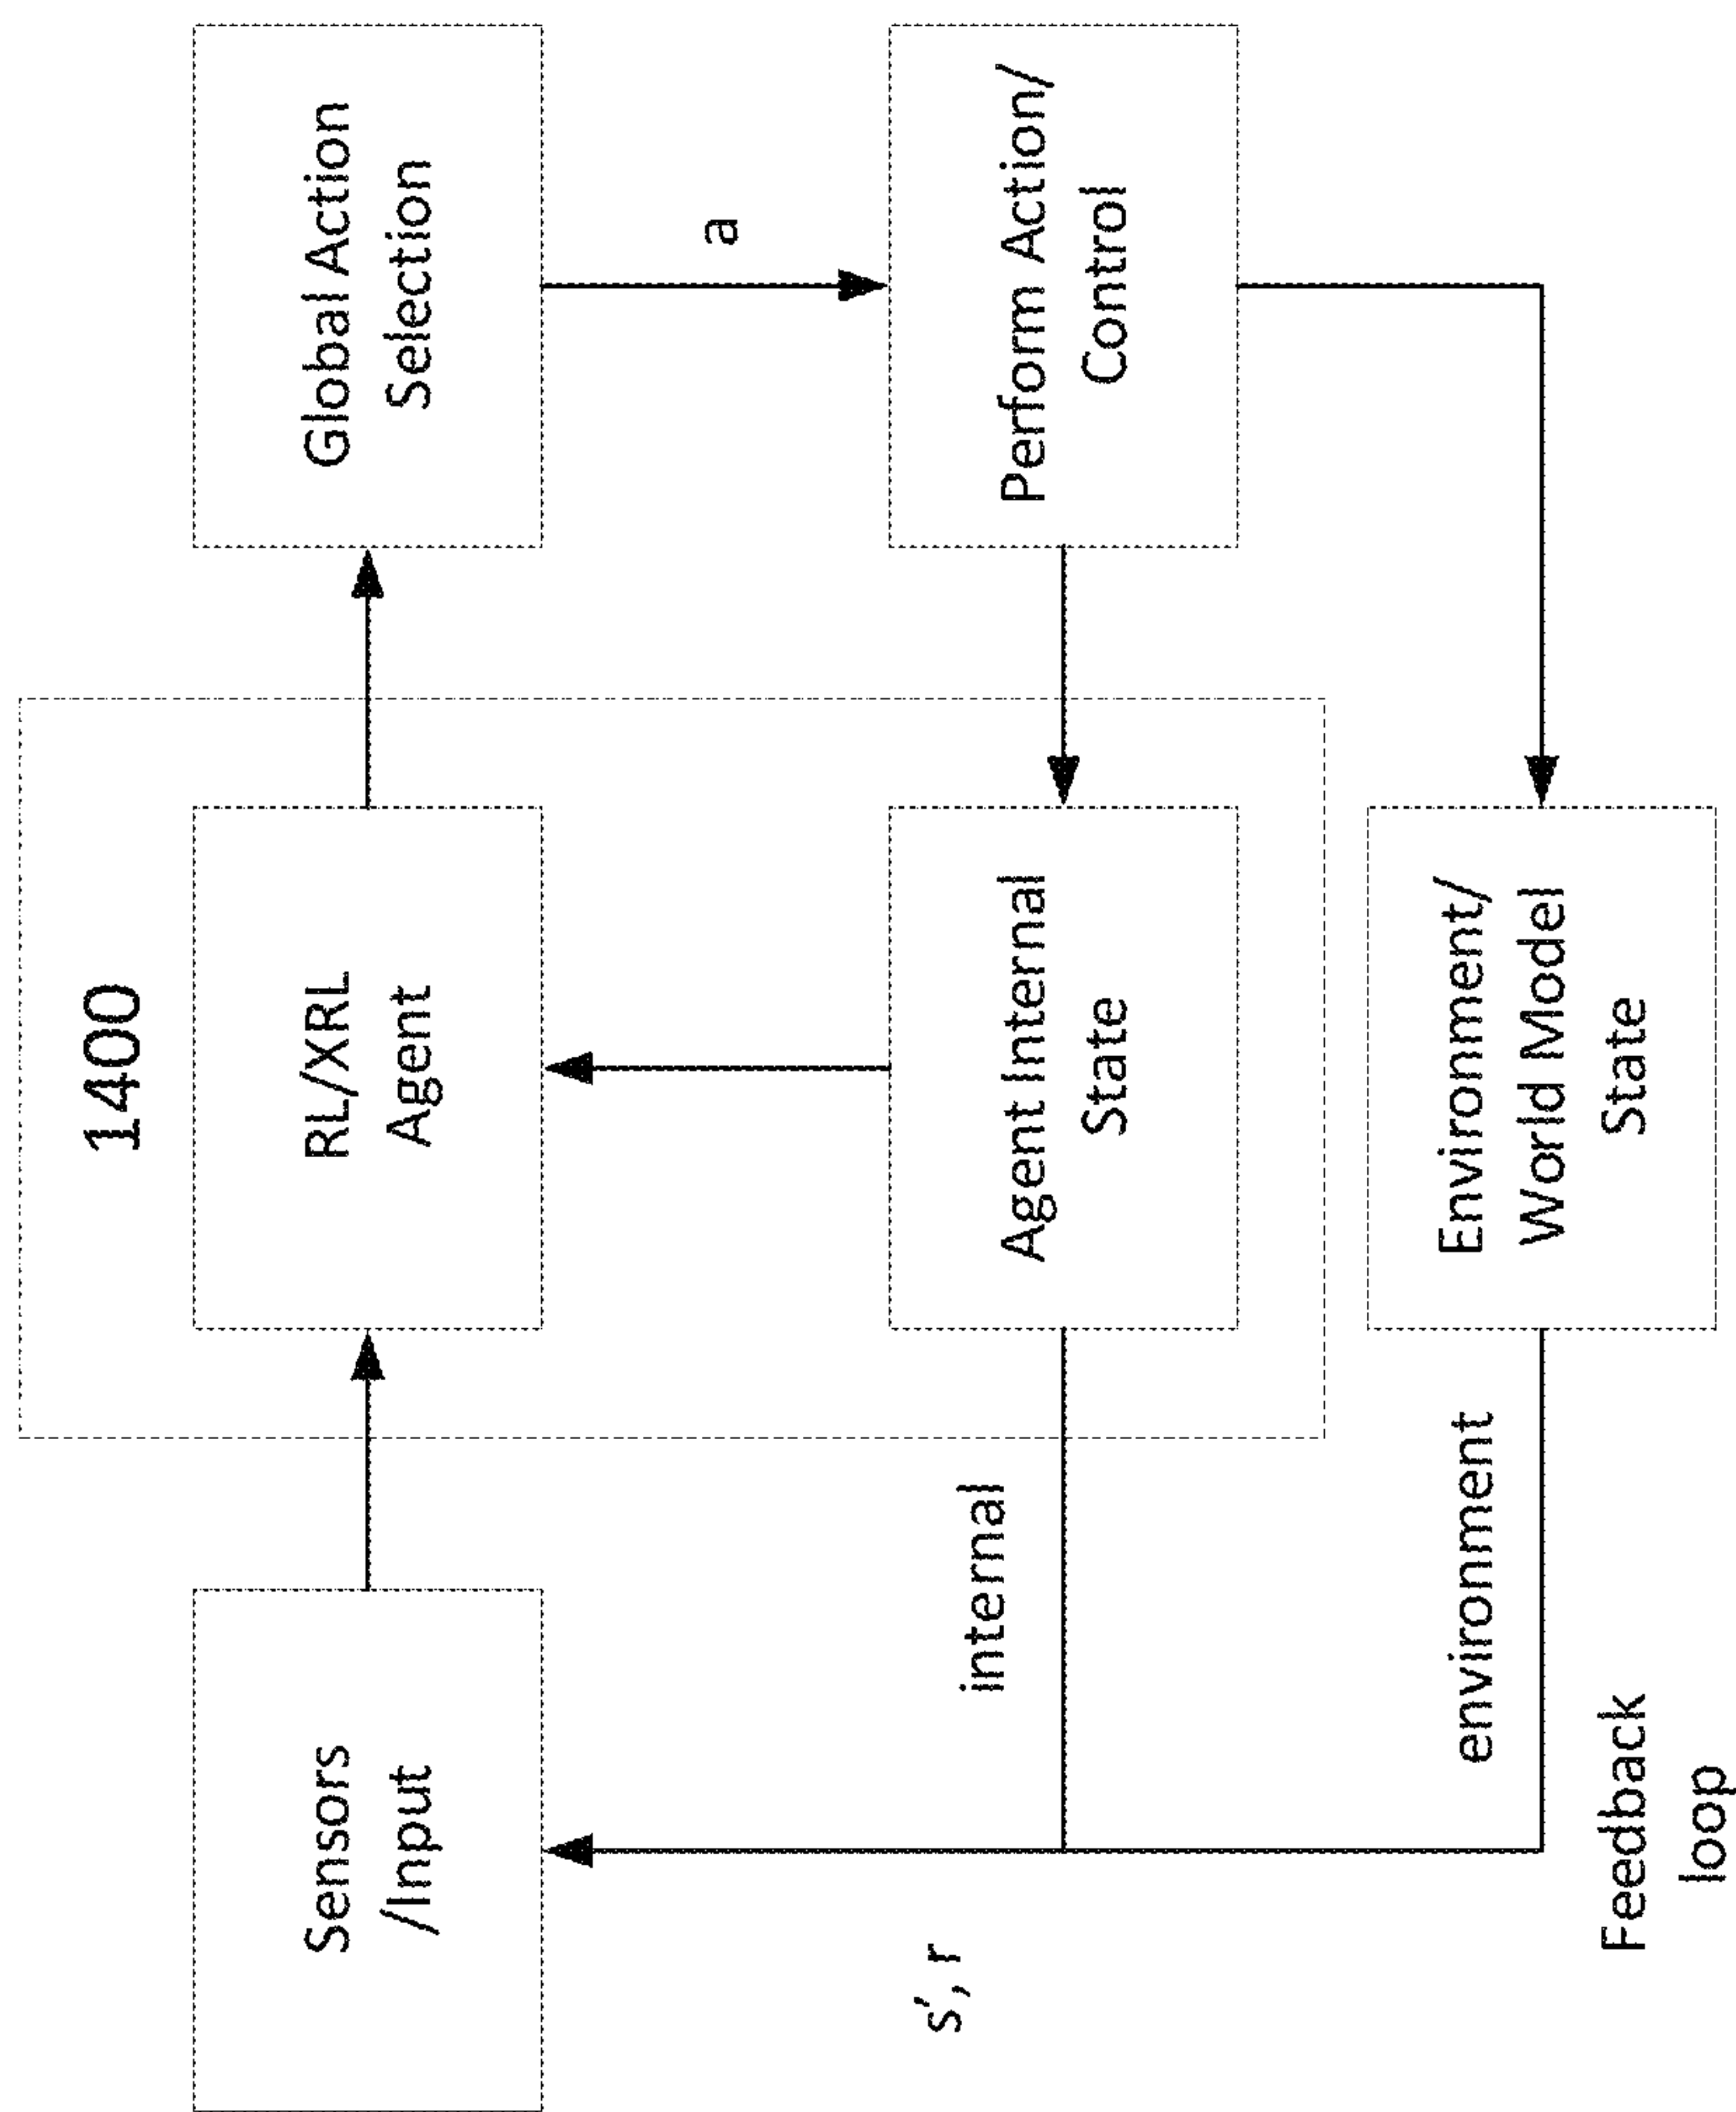 1400
Sensors
/Input
RL/XRL
Agent
Global Action
Selection
a
s', r
internal
Agent Internal
State
Perform Action/
Control
environment
Environment/
World Model
State
Feedback
loop